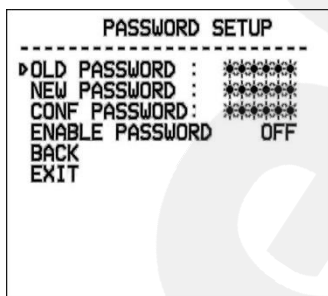 PASSWORD SETUP
OLD PASSWORD : ******
NEW PASSWORD : ******
CONF PASSWORD: ******
ENABLE PASSWORD OFF
BACK
EXIT